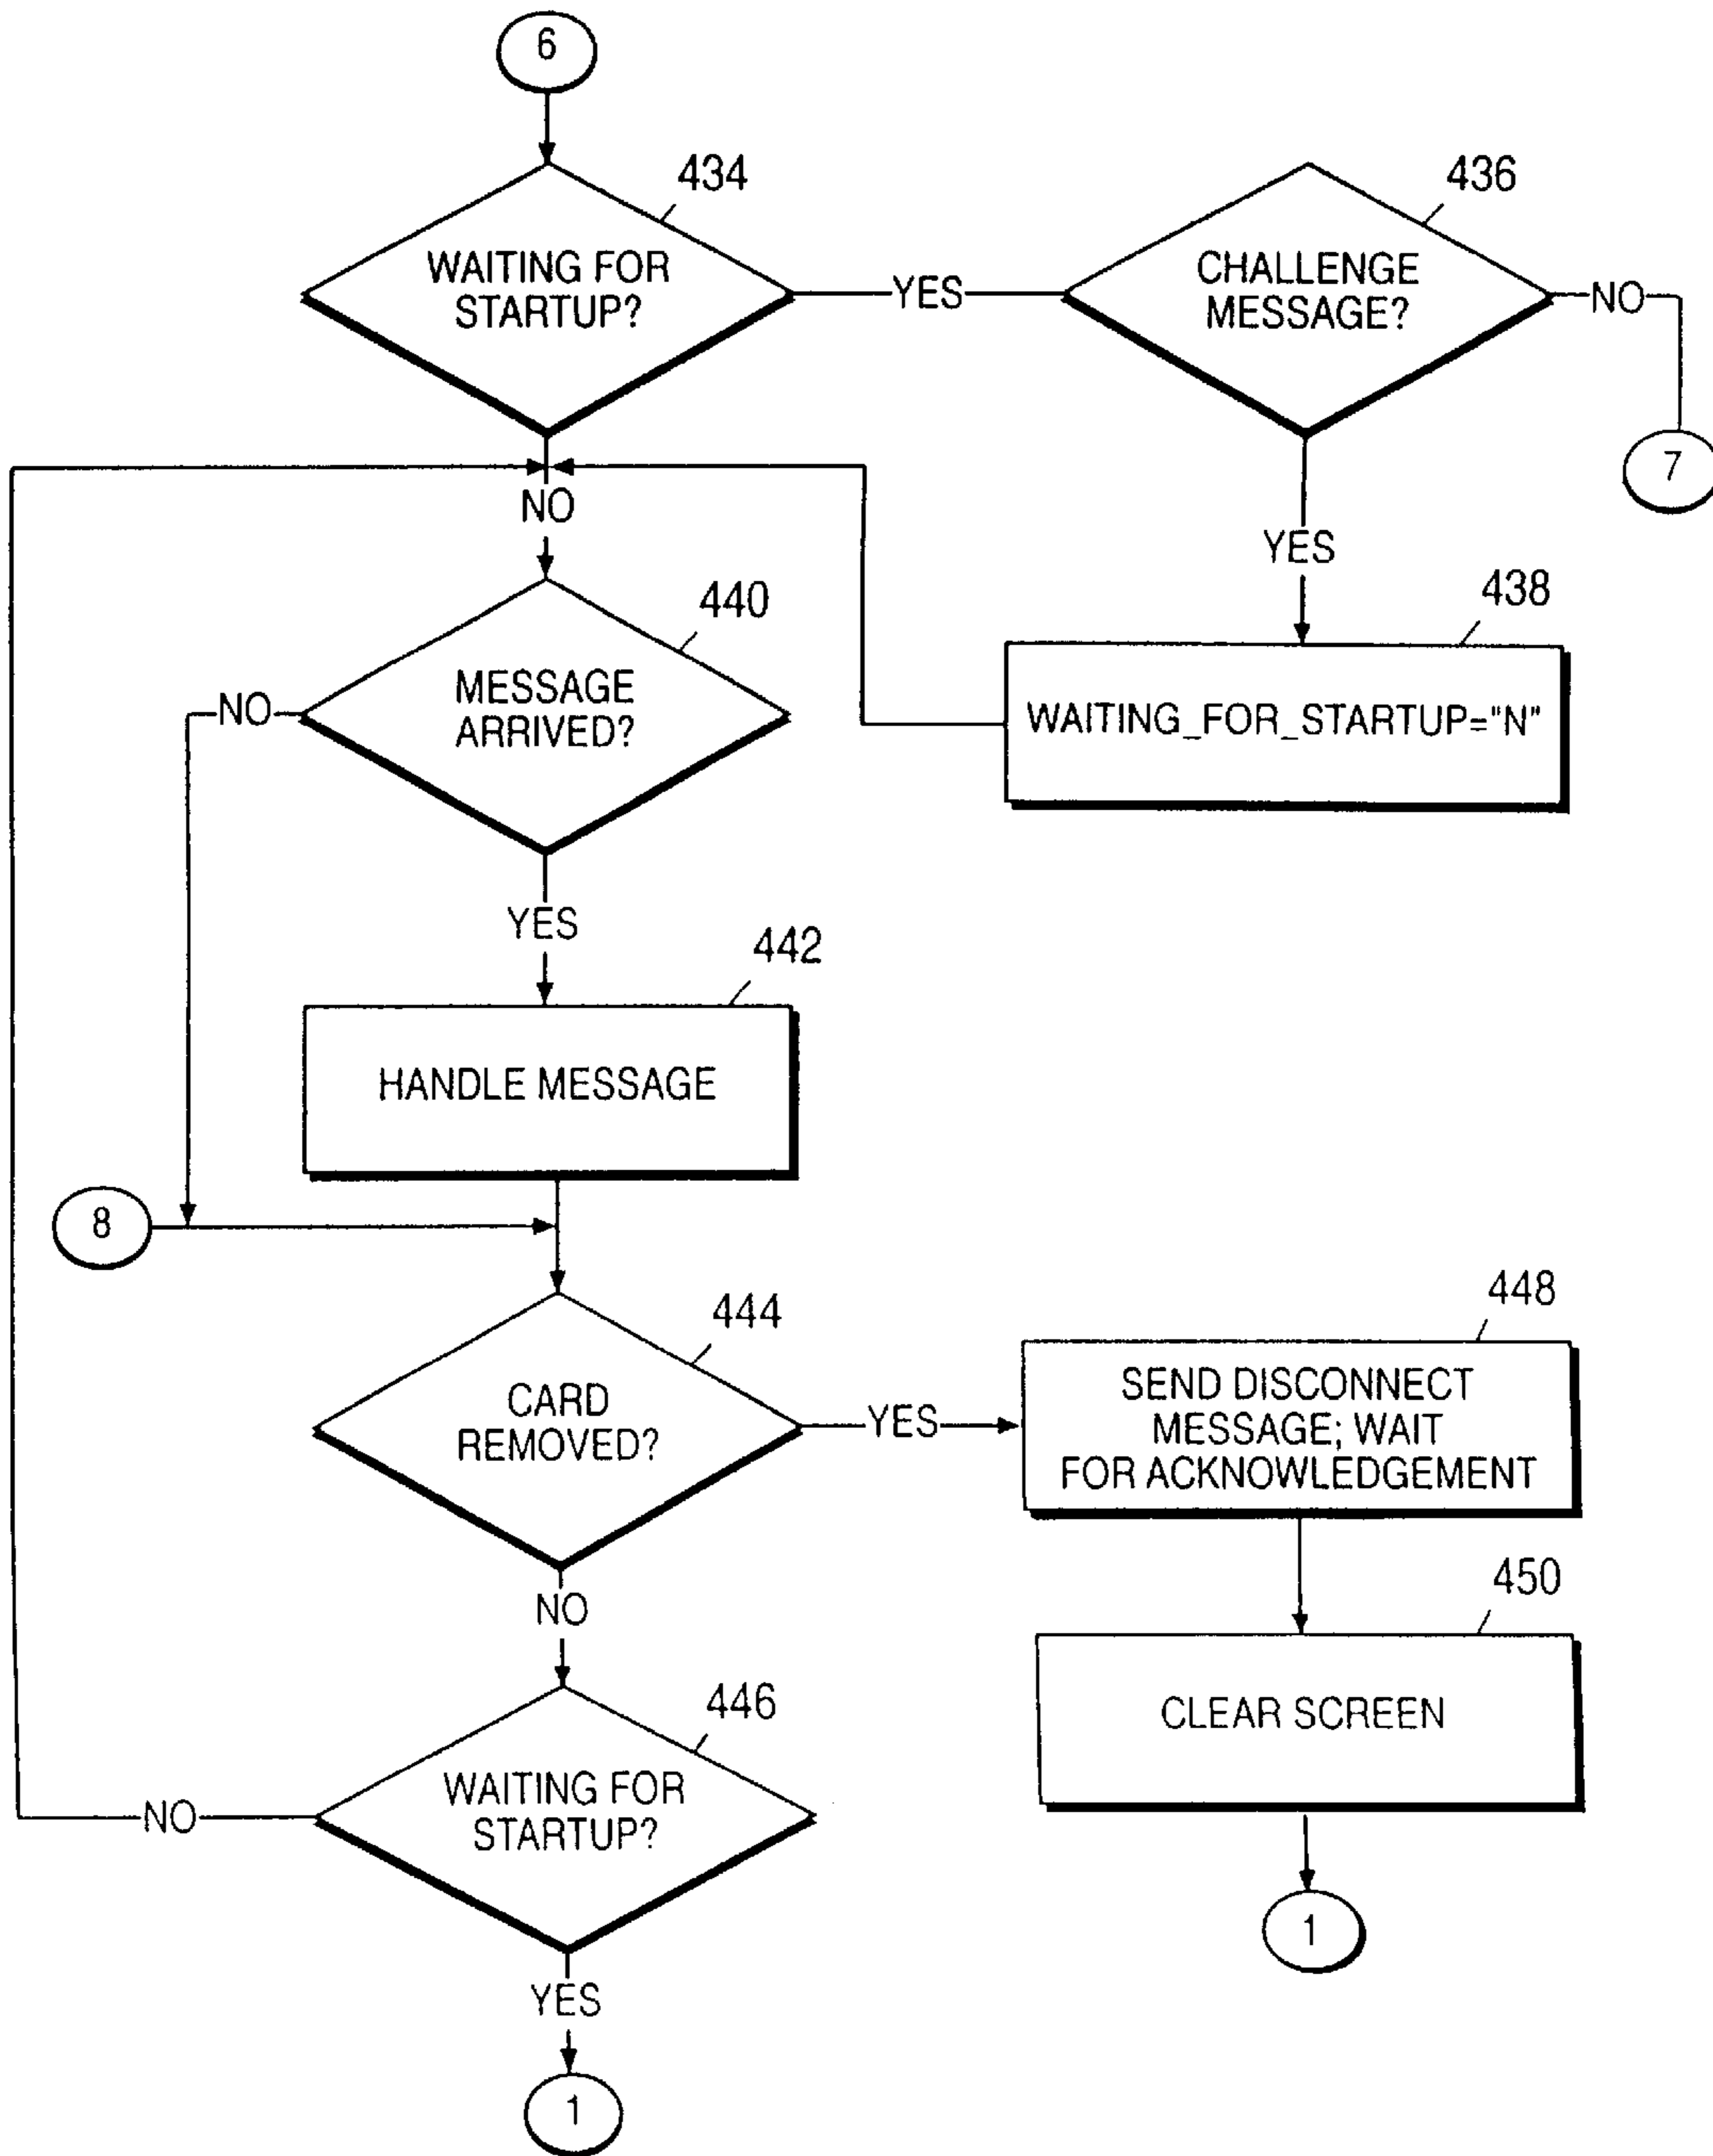 6
434
WAITING FOR
STARTUP?
YES
436
CHALLENGE
MESSAGE?
NO
7
NO
YES
438
WAITING_FOR_STARTUP="N"
440
MESSAGE
ARRIVED?
NO
YES
442
HANDLE MESSAGE
8
444
CARD
REMOVED?
YES
448
SEND DISCONNECT
MESSAGE; WAIT
FOR ACKNOWLEDGEMENT
NO
450
CLEAR SCREEN
446
WAITING FOR
STARTUP?
NO
1
YES
1